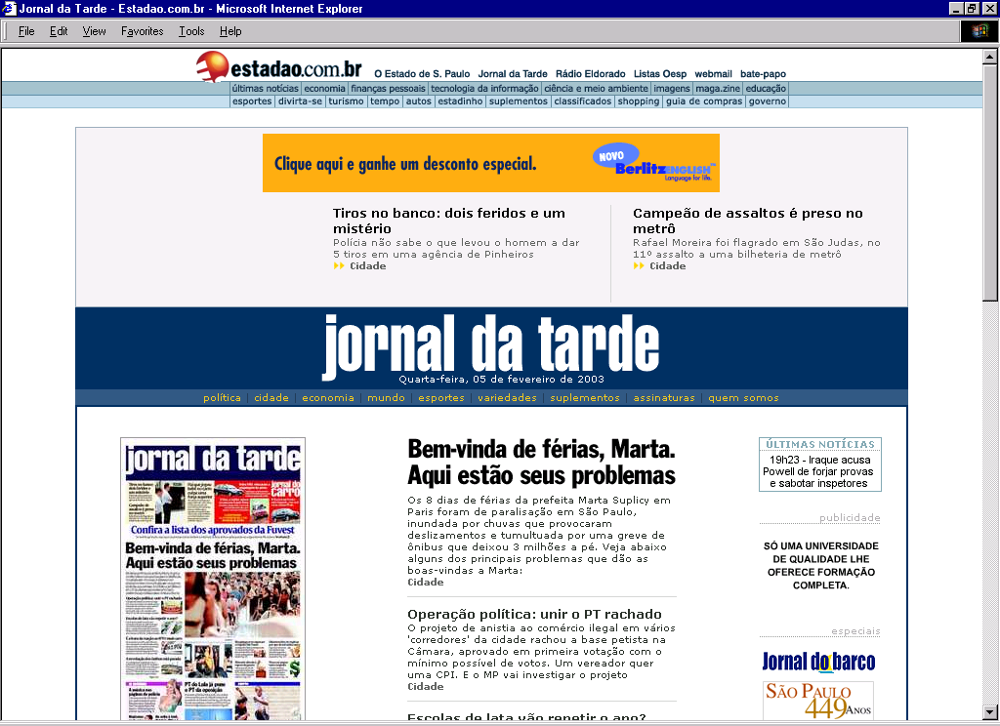 Jornal da Tarde - Estadao.com.br - Microsoft Internet Explorer
File Edit View Favorites Tools Help
estadao.com.br O Estado de S. Paulo Jornal da Tarde Rádio Eldorado Listas Oesp webmail bate-papo
últimas notícias economia finanças pessoais tecnologia da informação ciência e meio ambiente imagens maga.zine educação
esportes divirta-se turismo tempo autos estadinho suplementos classificados shopping guia de compras governo
Clique aqui e ganhe um desconto especial.
NOVO
Berlitz ENGLISH™
Language for life.
Tiros no banco: dois feridos e um
mistério
Polícia não sabe o que levou o homem a dar
5 tiros em uma agência de Pinheiros
Cidade
Campeão de assaltos é preso no
metrô
Rafael Moreira foi flagrado em São Judas, no
11º assalto a uma bilheteria de metrô
Cidade
jornal da tarde
Quarta-feira, 05 de fevereiro de 2003
política cidade economia mundo esportes variedades suplementos assinaturas quem somos
jornal da tarde
Jornal do
Carro
Confira a lista dos aprovados da Fuvest
Bem-vinda de férias, Marta.
Aqui estão seus problemas
Bem-vinda de férias, Marta.
Aqui estão seus problemas
Os 8 dias de férias da prefeita Marta Suplicy em
Paris foram de paralisação em São Paulo,
inundada por chuvas que provocaram
deslizamentos e tumultuada por uma greve de
ônibus que deixou 3 milhões a pé. Veja abaixo
alguns dos principais problemas que dão as
boas-vindas a Marta:
Cidade
Operação política: unir o PT rachado
O projeto de anistia ao comércio ilegal em vários
'corredores' da cidade rachou a base petista na
Câmara, aprovado em primeira votação com o
mínimo possível de votos. Um vereador quer
uma CPI. E o MP vai investigar o projeto
Cidade
Escolas de lata vão repetir o ano?
ÚLTIMAS NOTÍCIAS
19h23 - Iraque acusa
Powell de forjar provas
e sabotar inspetores
publicidade
SÓ UMA UNIVERSIDADE
DE QUALIDADE LHE
OFERECE FORMAÇÃO
COMPLETA.
especiais
Jornal do barco
SÃO PAULO
449 ANOS